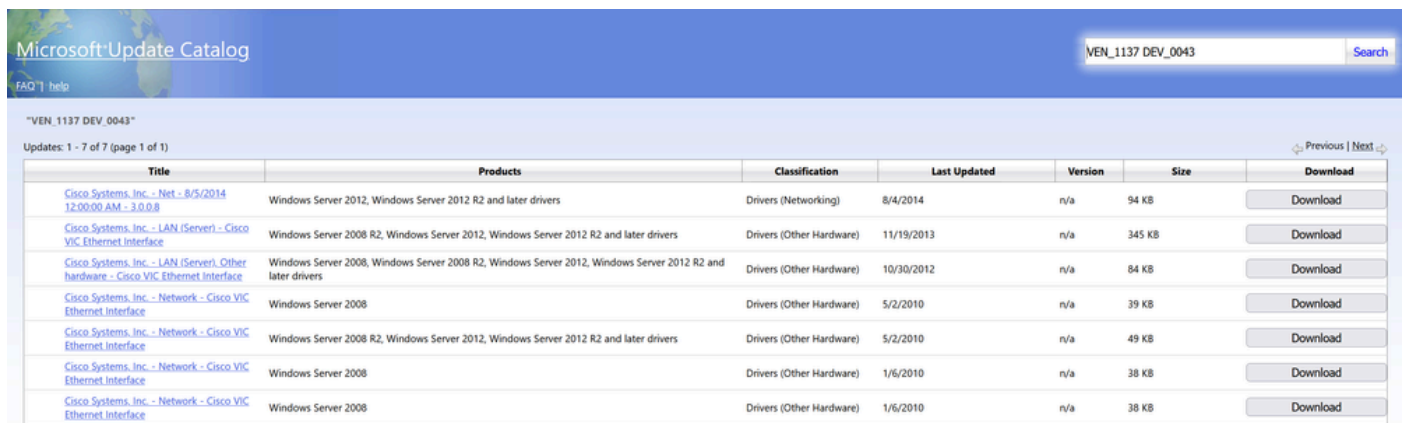 Microsoft Update Catalog
VEN_1137 DEV_0043 Search
FAQ | help
"VEN_1137 DEV_0043"
Updates: 1 - 7 of 7 (page 1 of 1) Previous | Next
Title Products Classification Last Updated Version Size Download
Cisco Systems, Inc. - Net - 8/5/2014
12:00:00 AM - 3.0.0.8
Windows Server 2012, Windows Server 2012 R2 and later drivers Drivers (Networking) 8/4/2014 n/a 94 KB Download
Cisco Systems, Inc. - LAN (Server) - Cisco
VIC Ethernet Interface
Windows Server 2008 R2, Windows Server 2012, Windows Server 2012 R2 and later drivers Drivers (Other Hardware) 11/19/2013 n/a 345 KB Download
Cisco Systems, Inc. - LAN (Server), Other
hardware - Cisco VIC Ethernet Interface
Windows Server 2008, Windows Server 2008 R2, Windows Server 2012, Windows Server 2012 R2 and
later drivers
Drivers (Other Hardware) 10/30/2012 n/a 84 KB Download
Cisco Systems, Inc. - Network - Cisco VIC
Ethernet Interface
Windows Server 2008 Drivers (Other Hardware) 5/2/2010 n/a 39 KB Download
Cisco Systems, Inc. - Network - Cisco VIC
Ethernet Interface
Windows Server 2008 R2, Windows Server 2012, Windows Server 2012 R2 and later drivers Drivers (Other Hardware) 5/2/2010 n/a 49 KB Download
Cisco Systems, Inc. - Network - Cisco VIC
Ethernet Interface
Windows Server 2008 Drivers (Other Hardware) 1/6/2010 n/a 38 KB Download
Cisco Systems, Inc. - Network - Cisco VIC
Ethernet Interface
Windows Server 2008 Drivers (Other Hardware) 1/6/2010 n/a 38 KB Download